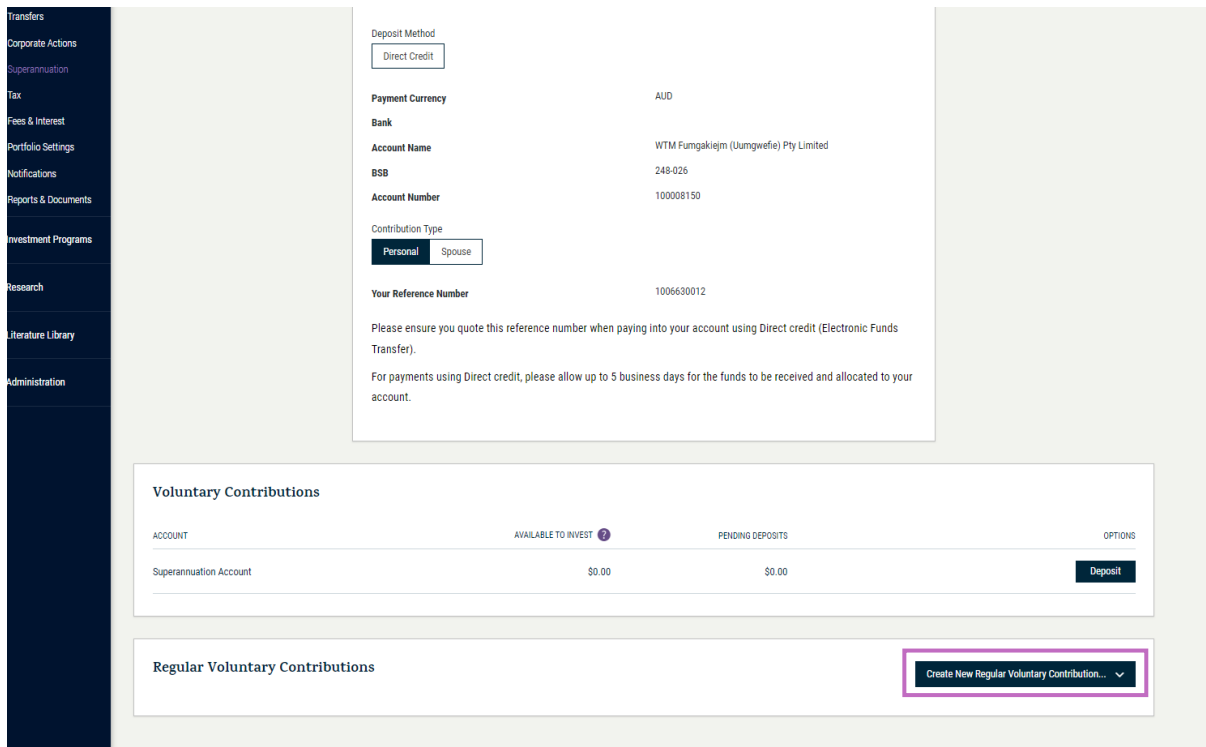 Transfers
Corporate Actions
Superannuation
Tax
Fees & Interest
Portfolio Settings
Notifications
Reports & Documents
Investment Programs
Research
Literature Library
Administration
Deposit Method
Direct Credit
Payment Currency AUD
Bank
Account Name WTM Fumgakiejm (Uumgwefie) Pty Limited
BSB 248-026
Account Number 100008150
Contribution Type
Personal Spouse
Your Reference Number 1006630012
Please ensure you quote this reference number when paying into your account using Direct credit (Electronic Funds
Transfer).
For payments using Direct credit, please allow up to 5 business days for the funds to be received and allocated to your
account.
Voluntary Contributions
ACCOUNT AVAILABLE TO INVEST ? PENDING DEPOSITS OPTIONS
Superannuation Account $0.00 $0.00 Deposit
Regular Voluntary Contributions
Create New Regular Voluntary Contribution...